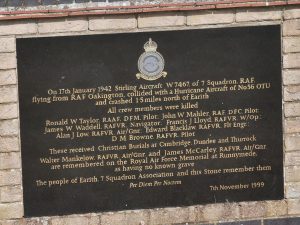 On 17th January 1942 Stirling Aircraft W7467 of 7 Squadron, R.A.F.
flying from R.A.F. Oakington, collided with a Hurricane Aircraft of No 56 OTU
and crashed 1.5 miles north of Earith
All crew members were killed
Ronald W Taylor, RAAF. DFM. Pilot. John W Mahler, RAF. DFC. Pilot.
James W Waddell, RAFVR. Navigator. Francis J Lloyd RAFVR. W/Op.
Alan J Low, RAFVR. Air/Gnr. Edward Blacklaw, RAFVR. Flt Engr.
D M Browne, RAFVR. Pilot
These received Christian Burials at Cambridge, Dundee and Thurrock
Walter Mankelow, RAFVR. Air/Gnr. and James McCarley, RAFVR. Air/Gnr.
are remembered on the Royal Air Force Memorial at Runnymede,
as having no known grave
The people of Earith, 7 Squadron Association and this Stone remember them
Per Diem Per Noctem
7th November 1999